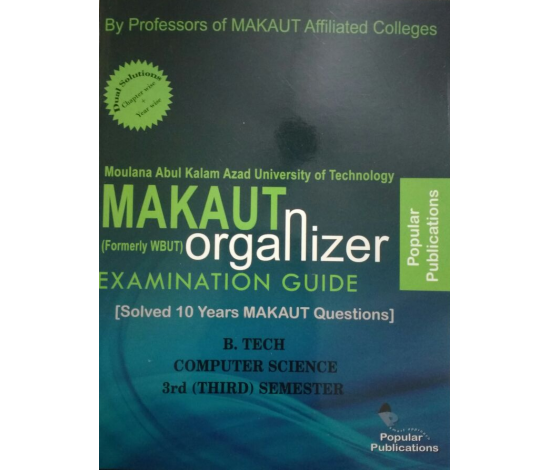 By Professors of MAKAUT Affiliated Colleges
Dual Solutions
Chapter wise
+
Year wise
Moulana Abul Kalam Azad University of Technology
MAKAUT
(Formerly WBUT)
organizer
EXAMINATION GUIDE
[Solved 10 Years MAKAUT Questions]
Popular
Publications
B. TECH
COMPUTER SCIENCE
3rd (THIRD) SEMESTER
Popular
Publications